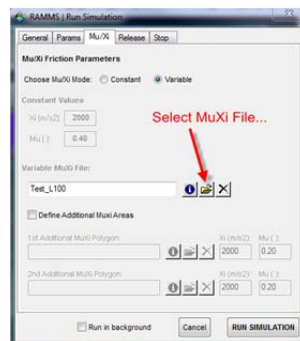 RAMMS | Run Simulation
General Params Mu/Xi Release Stop
Mu/Xi Friction Parameters
Choose Mu/Xi Mode: Constant Variable
Constant Values
Xi (m/s2) 2000
Select MuXi File...
Mu ( ) 0.40
Variable MuXi File:
Test_L100
Define Additional Muxi Areas
1st Additional MuXi Polygon: Xi (m/s2) Mu ( )
2000 0.20
2nd Additional MuXi Polygon: Xi (m/s2) Mu ( )
2000 0.20
Run in background Cancel RUN SIMULATION